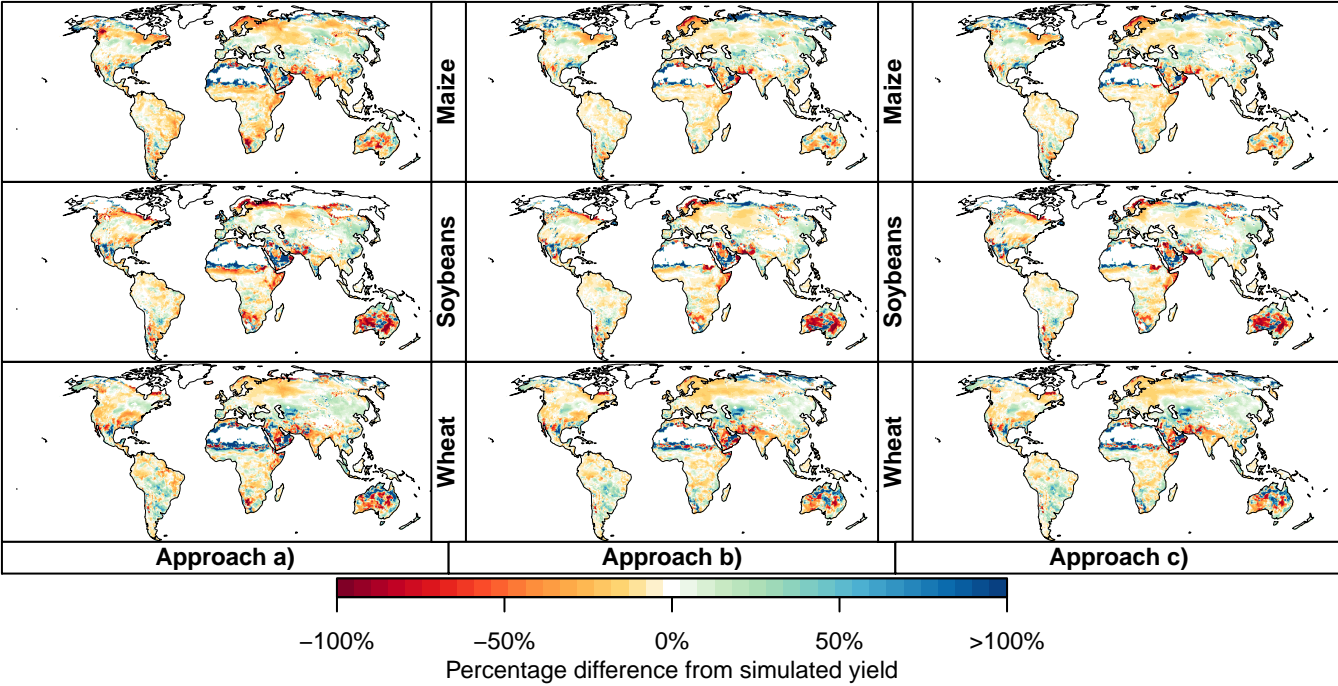 Maize
Maize
Soybeans
Soybeans
Wheat
Wheat
Approach a)
Approach b)
Approach c)
−100%
−50%
0%
50%
>100%
Percentage difference from simulated yield